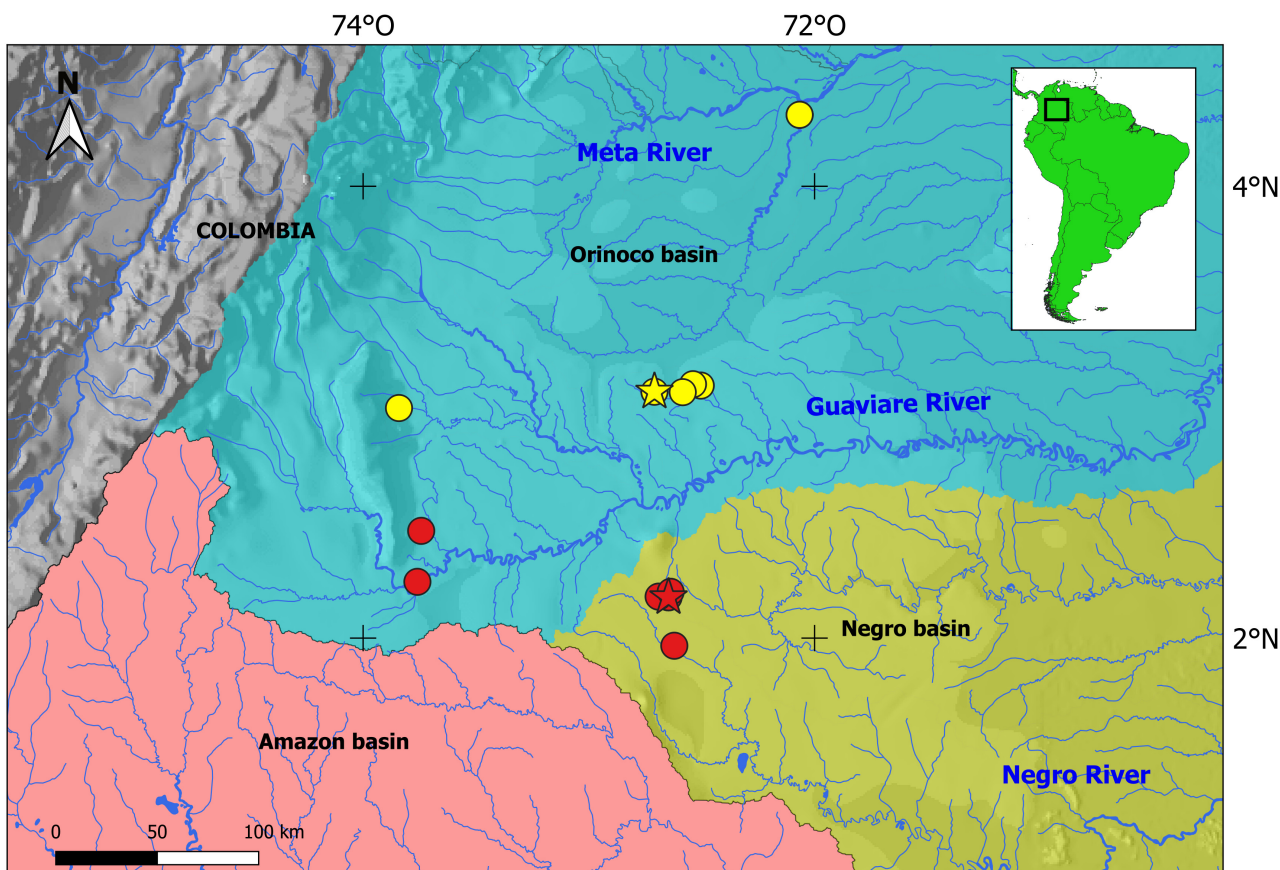 74°O 72°O
N
Meta River
4°N
COLOMBIA
Orinoco basin
Guaviare River
Negro basin
2°N
Amazon basin
Negro River
0 50 100 km